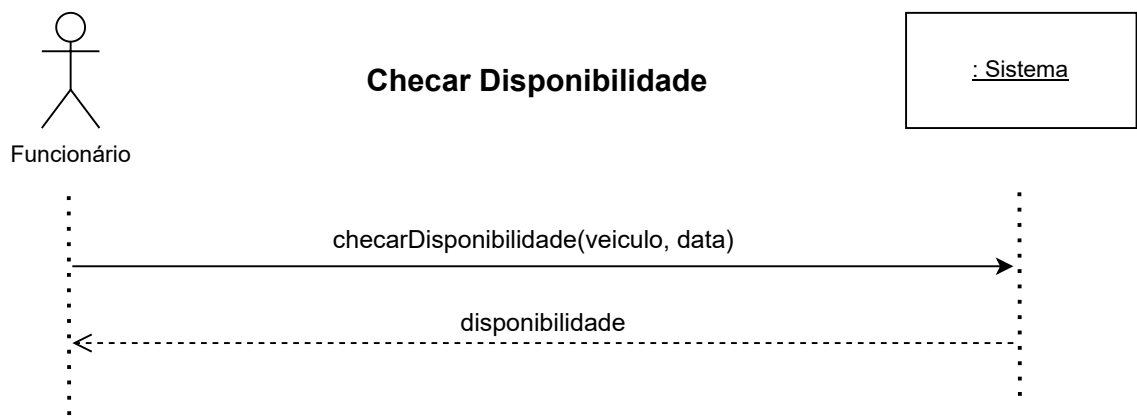 Checar Disponibilidade
: Sistema
Funcionário
checarDisponibilidade(veiculo, data)
disponibilidade